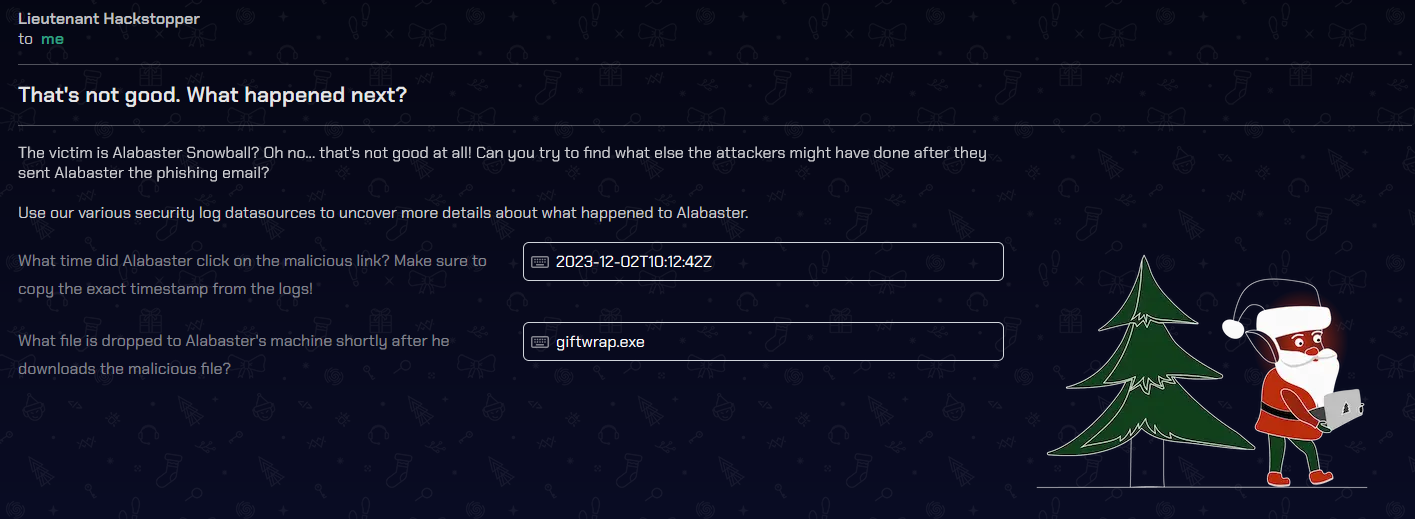 Lieutenant Hackstopper
to me
That's not good. What happened next?
The victim is Alabaster Snowball? Oh no... that's not good at all! Can you try to find what else the attackers might have done after they
sent Alabaster the phishing email?
Use our various security log datasources to uncover more details about what happened to Alabaster.
What time did Alabaster click on the malicious link? Make sure to
copy the exact timestamp from the logs!
2023-12-02T10:12:42Z
What file is dropped to Alabaster's machine shortly after he
downloads the malicious file?
giftwrap.exe